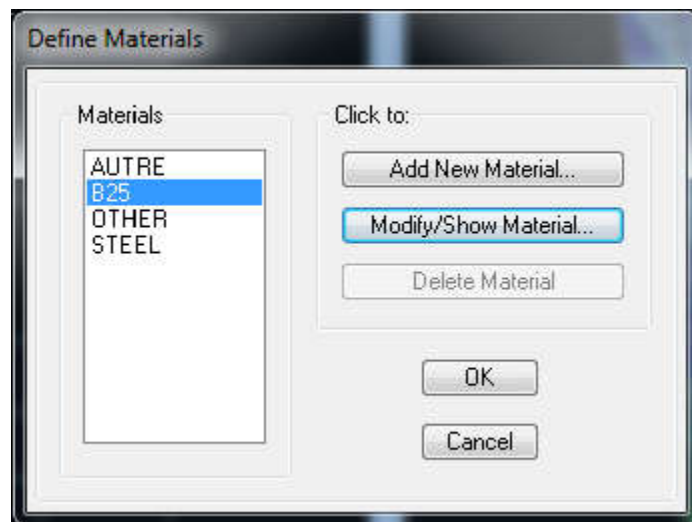 Define Materials
Materials
AUTRE
B25
OTHER
STEEL
Click to:
Add New Material...
Modify/Show Material...
Delete Material
OK
Cancel